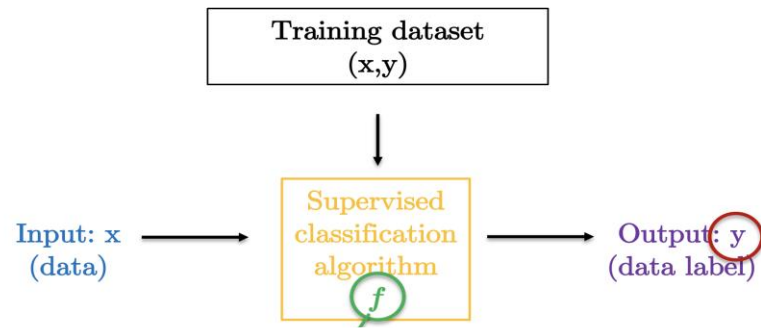 Training dataset
(x,y)
Supervised
classification
algorithm
f
Input: x
(data)
Output: y
(data label)